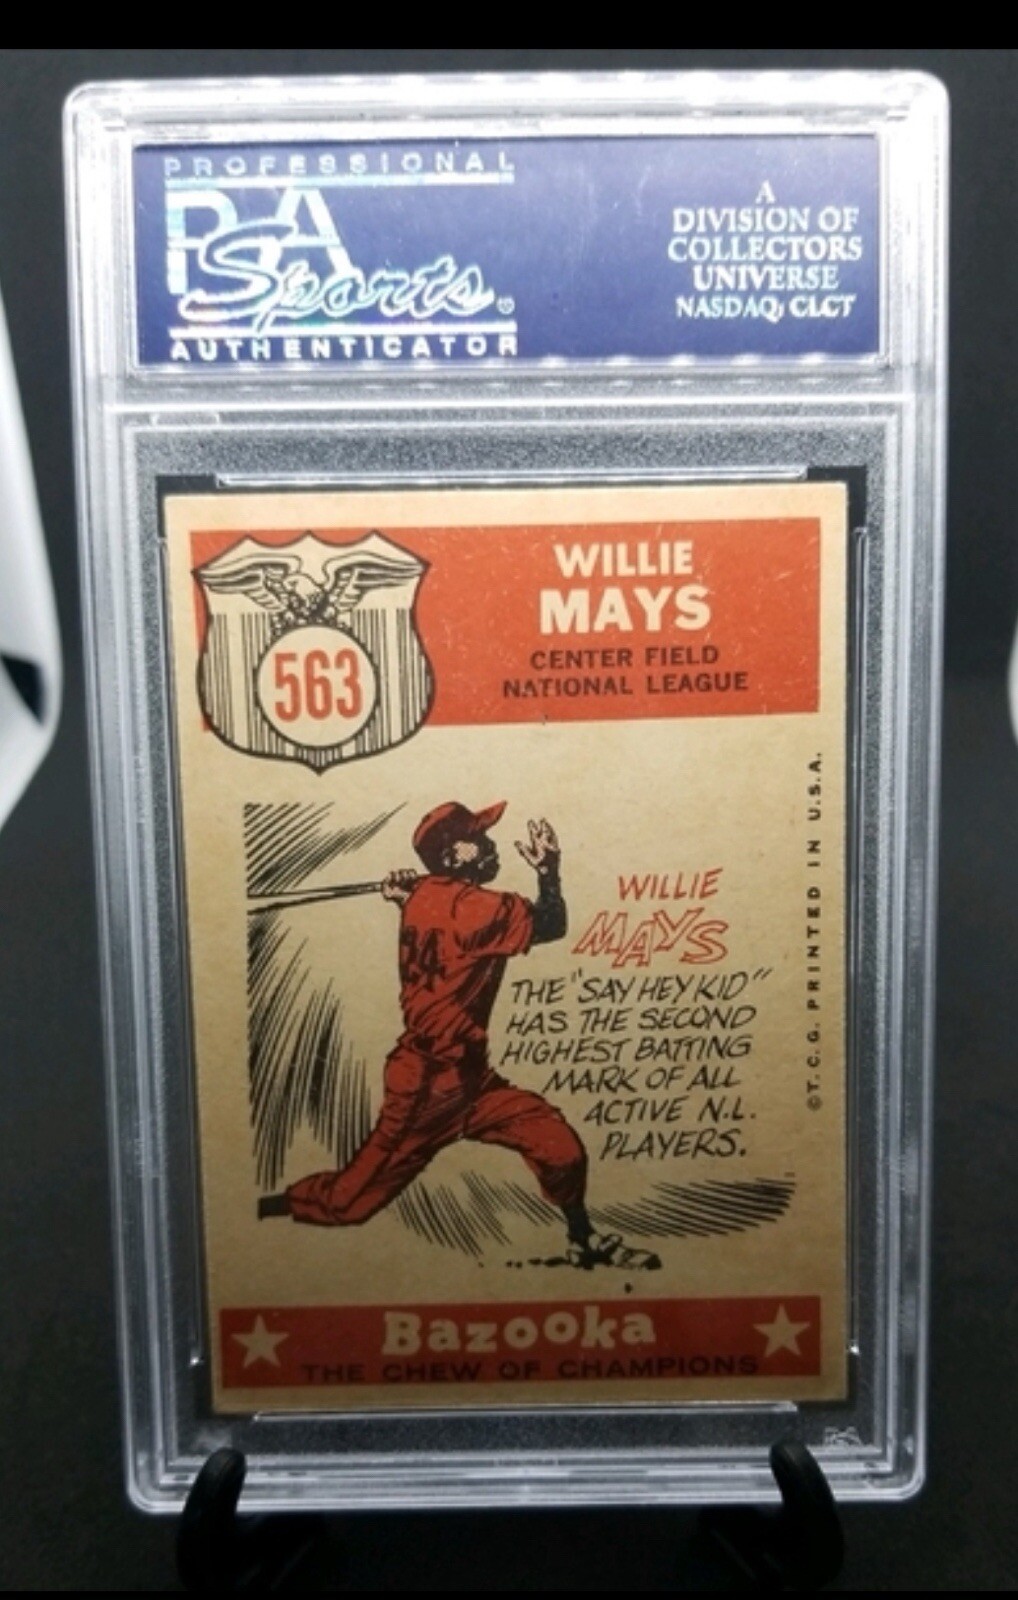 PROFESSIONAL
PSA
Sports
AUTHENTICATOR
A
DIVISION OF
COLLECTORS
UNIVERSE
NASDAQ: CLCT
WILLIE
MAYS
CENTER FIELD
NATIONAL LEAGUE
563
24
WILLIE
MAYS
THE "SAY HEY KID"
HAS THE SECOND
HIGHEST BATTING
MARK OF ALL
ACTIVE N.L.
PLAYERS.
©T.C.G. PRINTED IN U.S.A.
Bazooka
THE CHEW OF CHAMPIONS
PSA